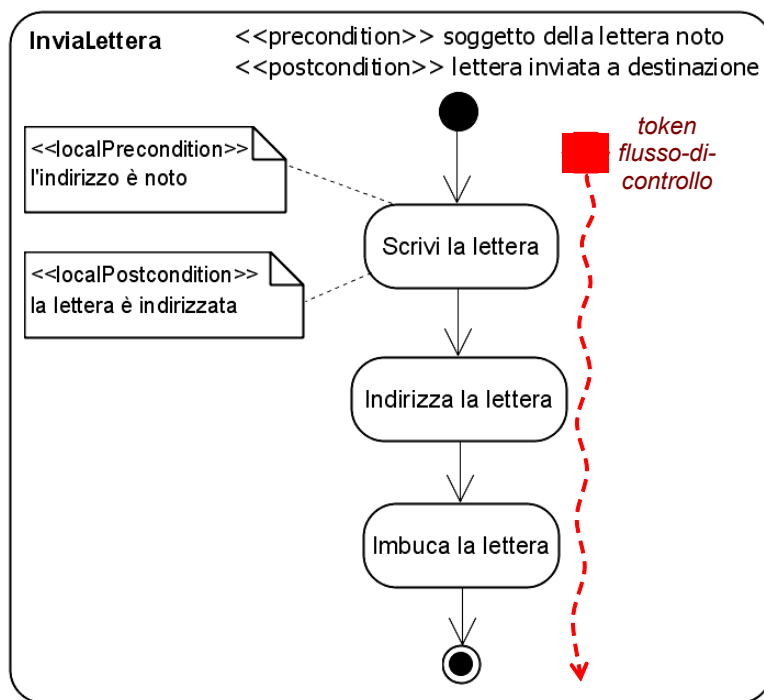 InviaLettera
<<precondition>> soggetto della lettera noto
<<postcondition>> lettera inviata a destinazione
<<localPrecondition>>
l'indirizzo è noto
token
flusso-di-
controllo
Scrivi la lettera
<<localPostcondition>>
la lettera è indirizzata
Indirizza la lettera
Imbuca la lettera